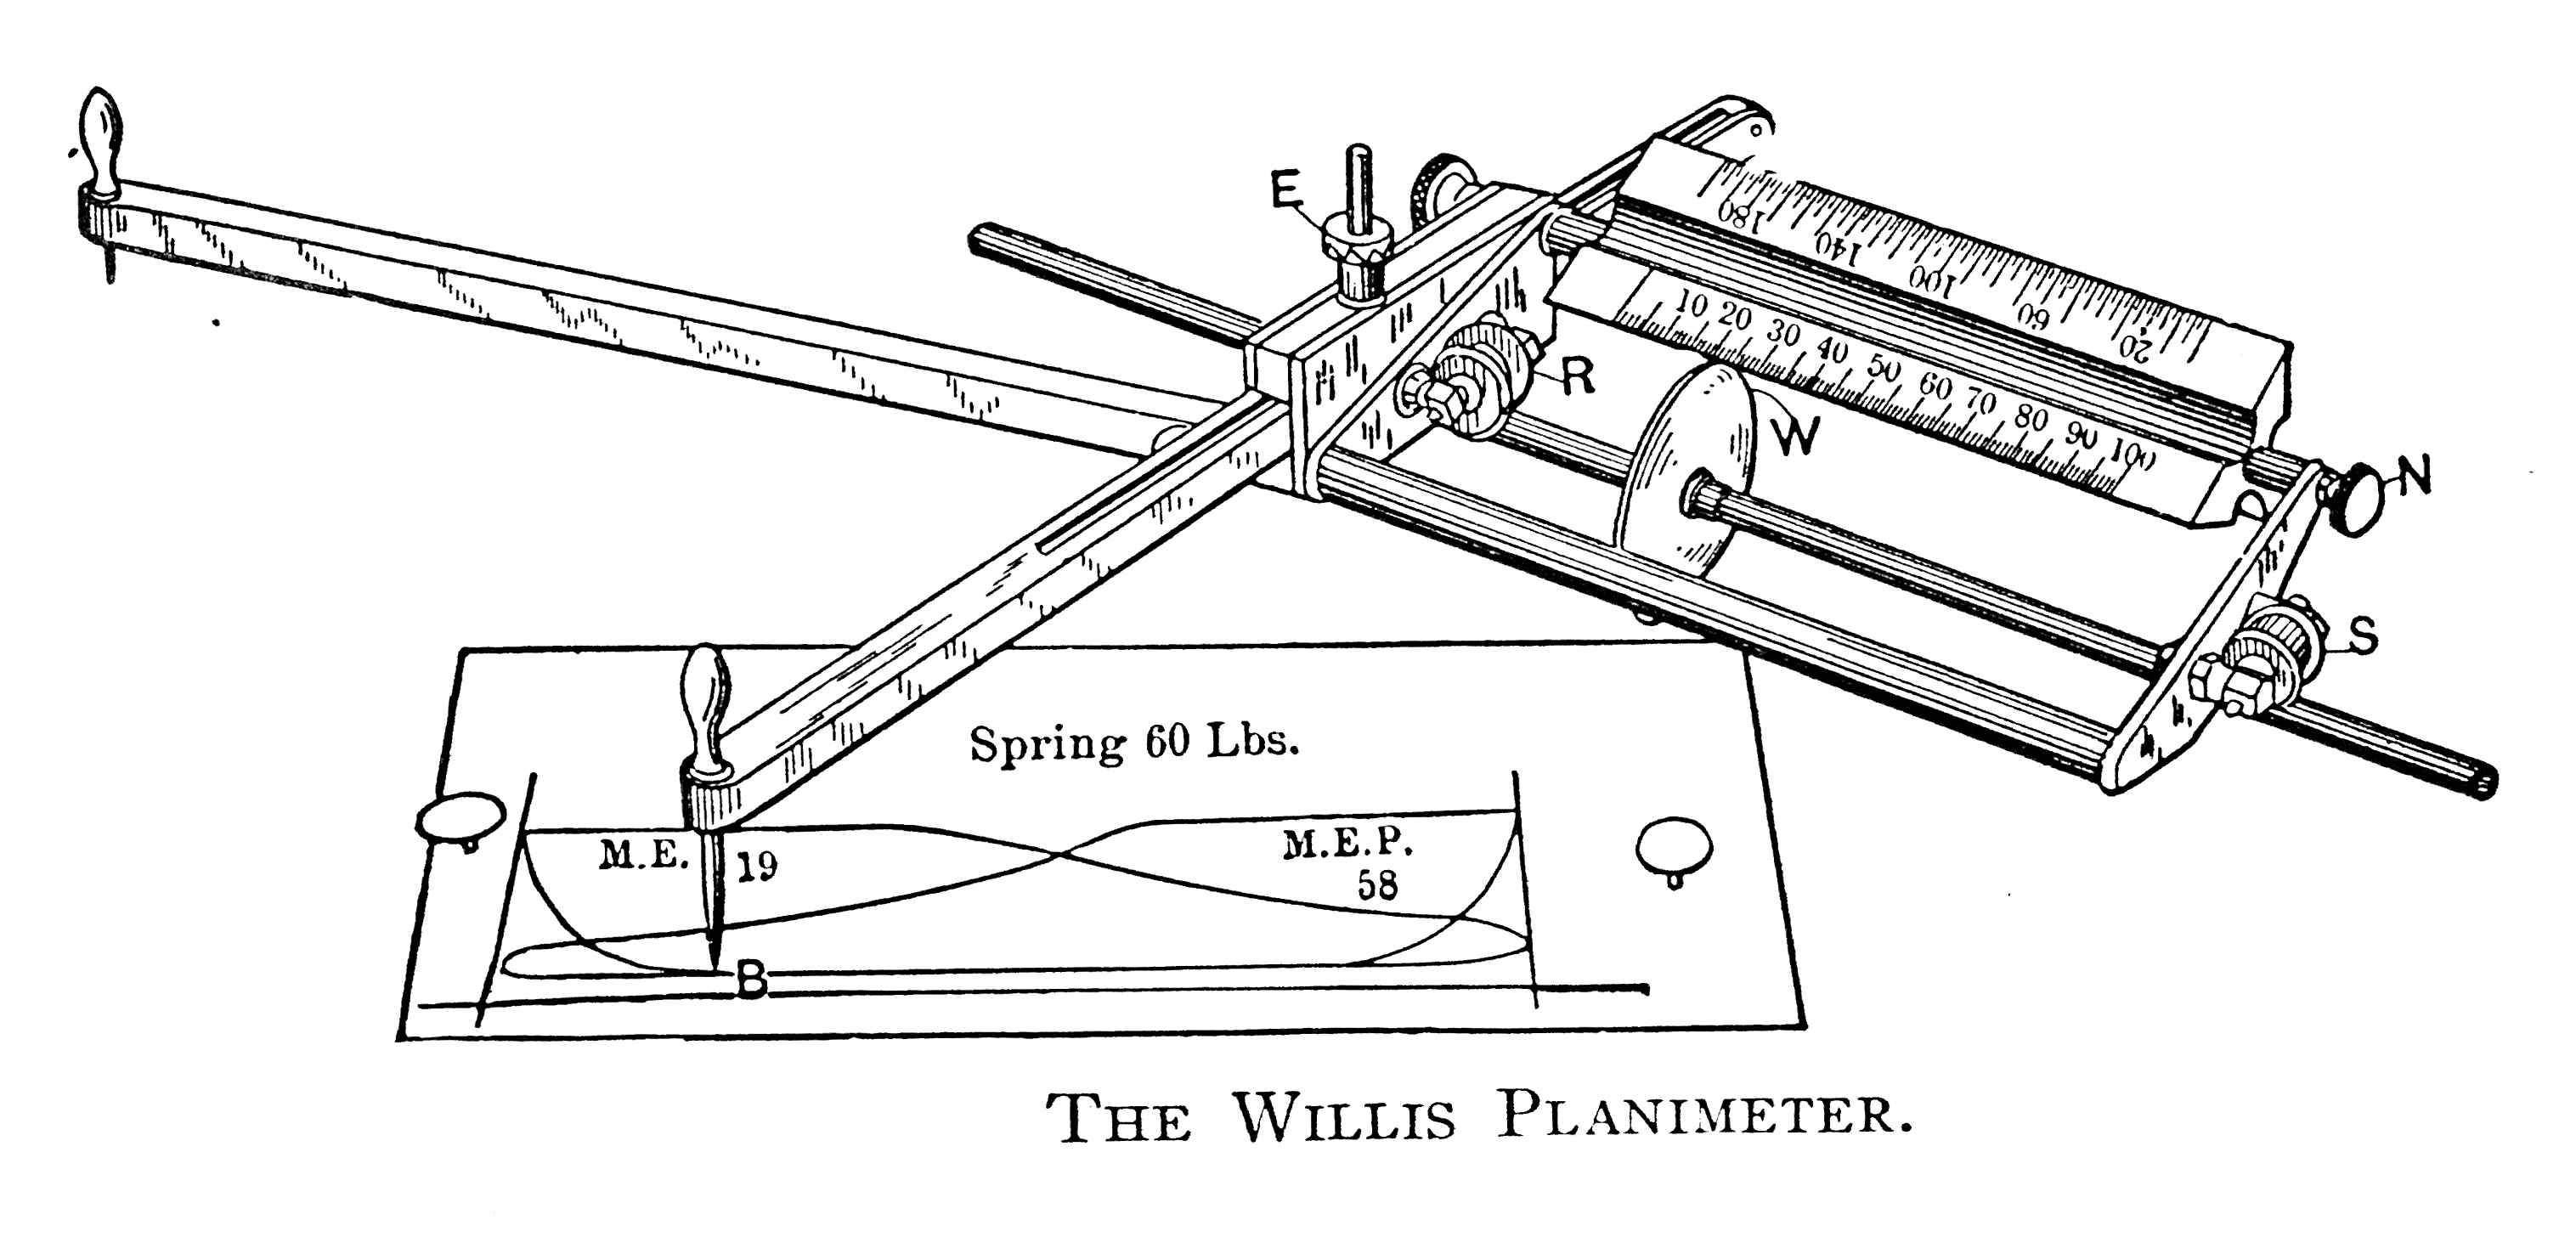 E
180 140 100 60 20
10 20 30 40 50 60 70 80 90 100
R
W
N
S
Spring 60 Lbs.
M.E. 19
M.E.P.
58
B
THE WILLIS PLANIMETER.